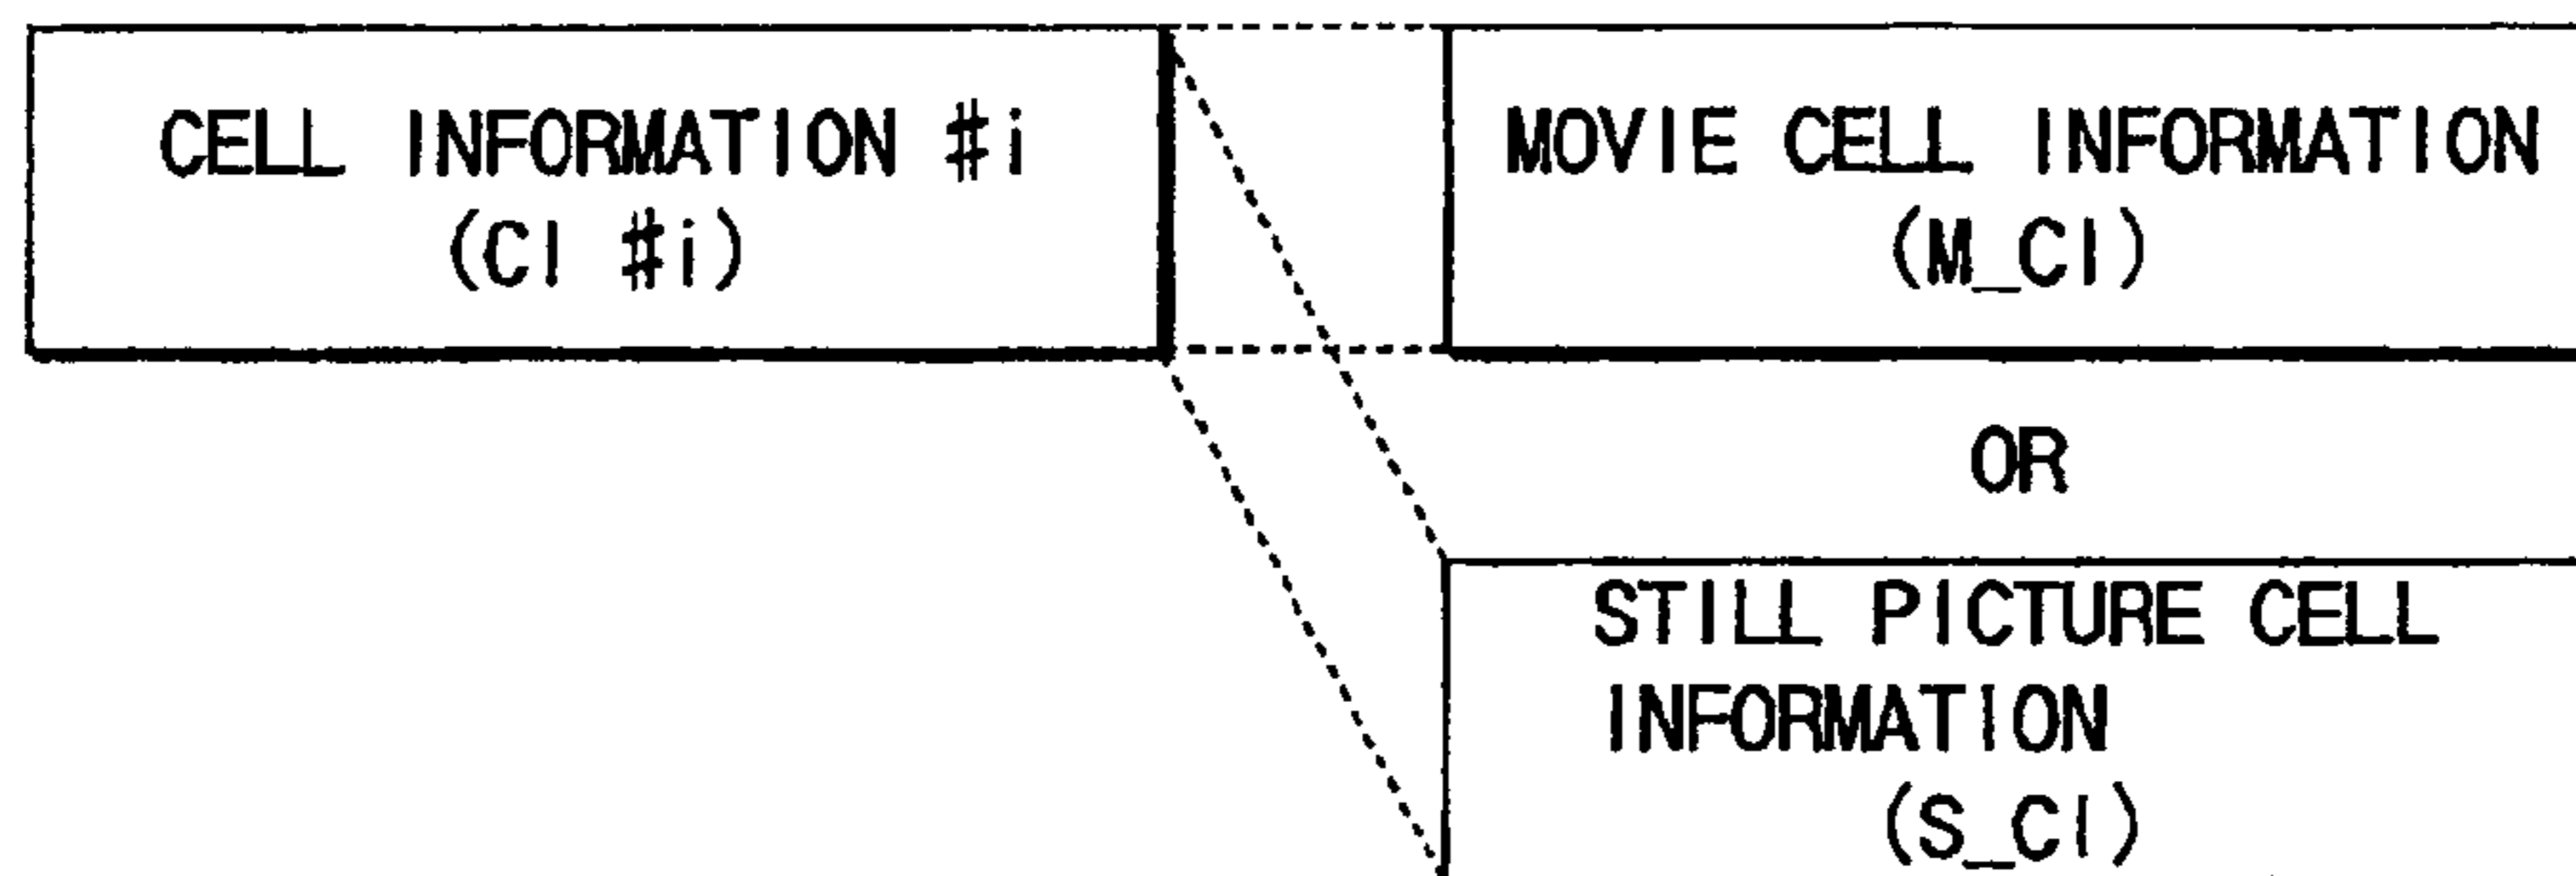 CELL INFORMATION #i
(CI #i)
MOVIE CELL INFORMATION
(M_CI)
OR
STILL PICTURE CELL
INFORMATION
(S_CI)